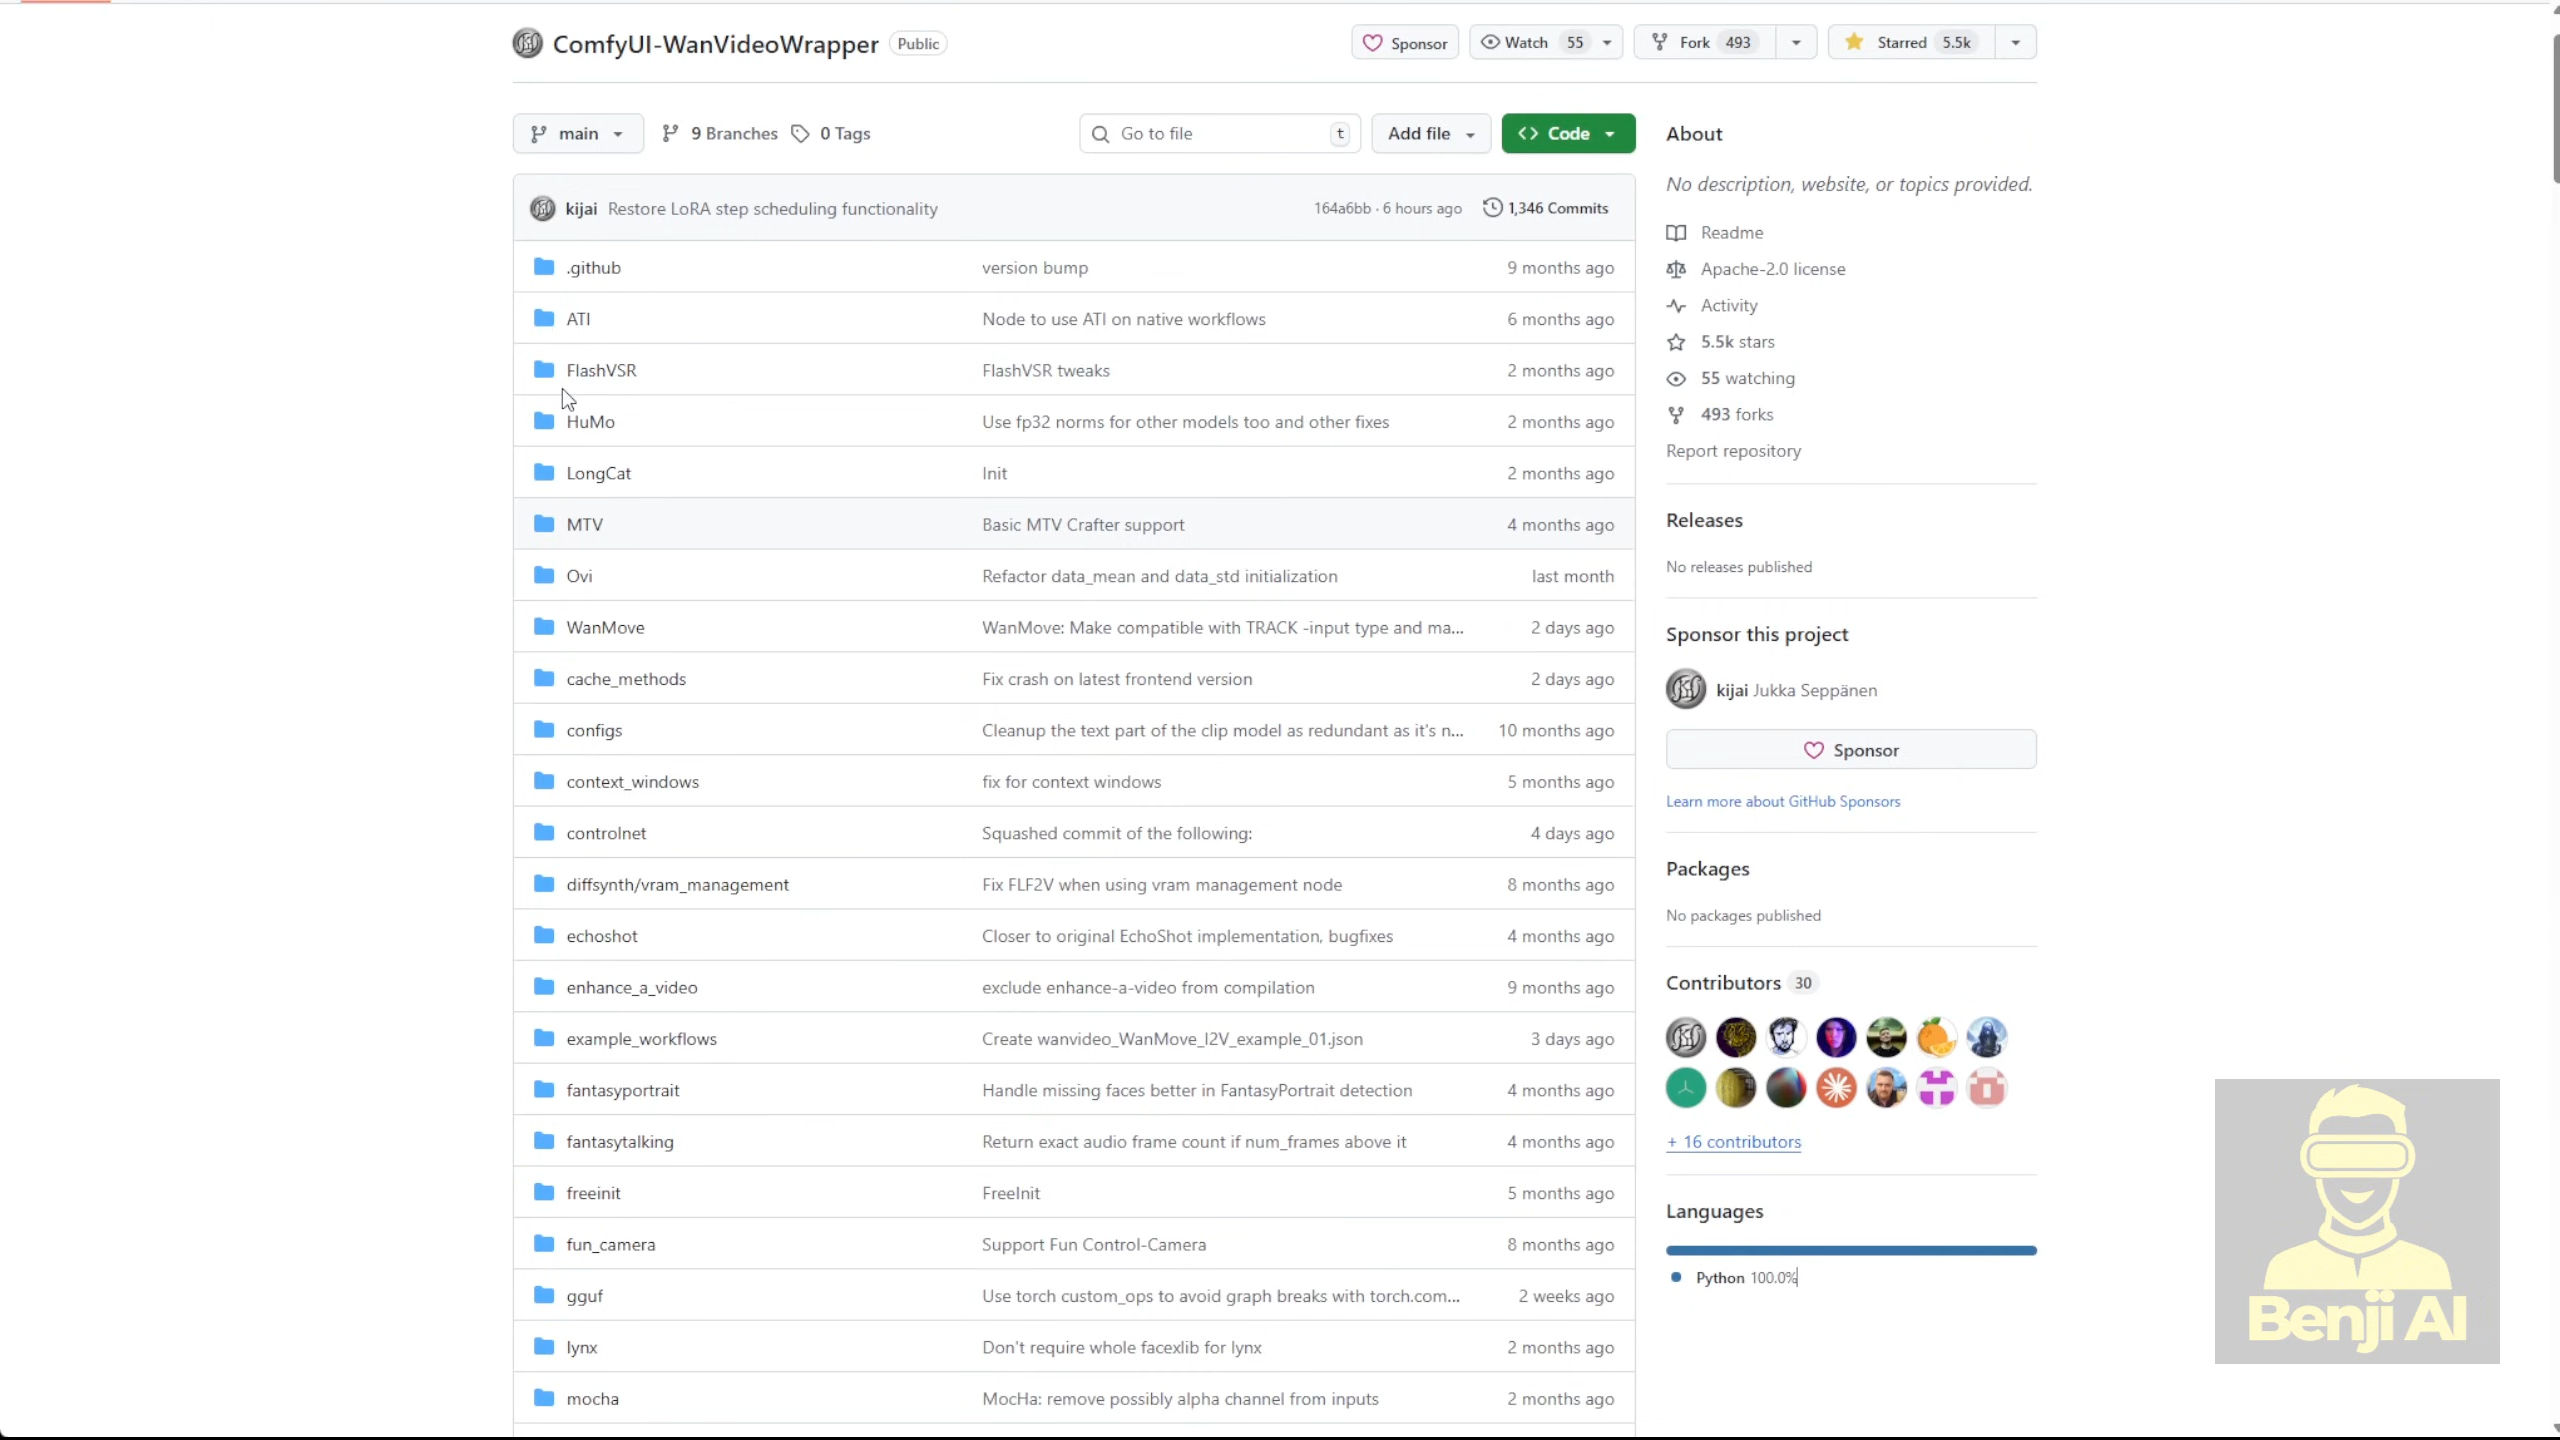 ComfyUI-WanVideoWrapper Public
Sponsor Watch 55 Fork 493 Starred 5.5k
main 9 Branches 0 Tags Go to file t Add file Code
kijai Restore LoRA step scheduling functionality 164a6bb · 6 hours ago 1,346 Commits
.github version bump 9 months ago
ATI Node to use ATI on native workflows 6 months ago
FlashVSR FlashVSR tweaks 2 months ago
HuMo Use fp32 norms for other models too and other fixes 2 months ago
LongCat Init 2 months ago
MTV Basic MTV Crafter support 4 months ago
Ovi Refactor data_mean and data_std initialization last month
WanMove WanMove: Make compatible with TRACK -input type and ma... 2 days ago
cache_methods Fix crash on latest frontend version 2 days ago
configs Cleanup the text part of the clip model as redundant as it's n... 10 months ago
context_windows fix for context windows 5 months ago
controlnet Squashed commit of the following: 4 days ago
diffsynth/vram_management Fix FLF2V when using vram management node 8 months ago
echoshot Closer to original EchoShot implementation, bugfixes 4 months ago
enhance_a_video exclude enhance-a-video from compilation 9 months ago
example_workflows Create wanvideo_WanMove_I2V_example_01.json 3 days ago
fantasyportrait Handle missing faces better in FantasyPortrait detection 4 months ago
fantasytalking Return exact audio frame count if num_frames above it 4 months ago
freeinit FreeInit 5 months ago
fun_camera Support Fun Control-Camera 8 months ago
gguf Use torch custom_ops to avoid graph breaks with torch.com... 2 weeks ago
lynx Don't require whole facexlib for lynx 2 months ago
mocha MocHa: remove possibly alpha channel from inputs 2 months ago
About
No description, website, or topics provided.
Readme
Apache-2.0 license
Activity
5.5k stars
55 watching
493 forks
Report repository
Releases
No releases published
Sponsor this project
kijai Jukka Seppänen
Sponsor
Learn more about GitHub Sponsors
Packages
No packages published
Contributors 30
+ 16 contributors
Languages
Python 100.0%
Benji AI